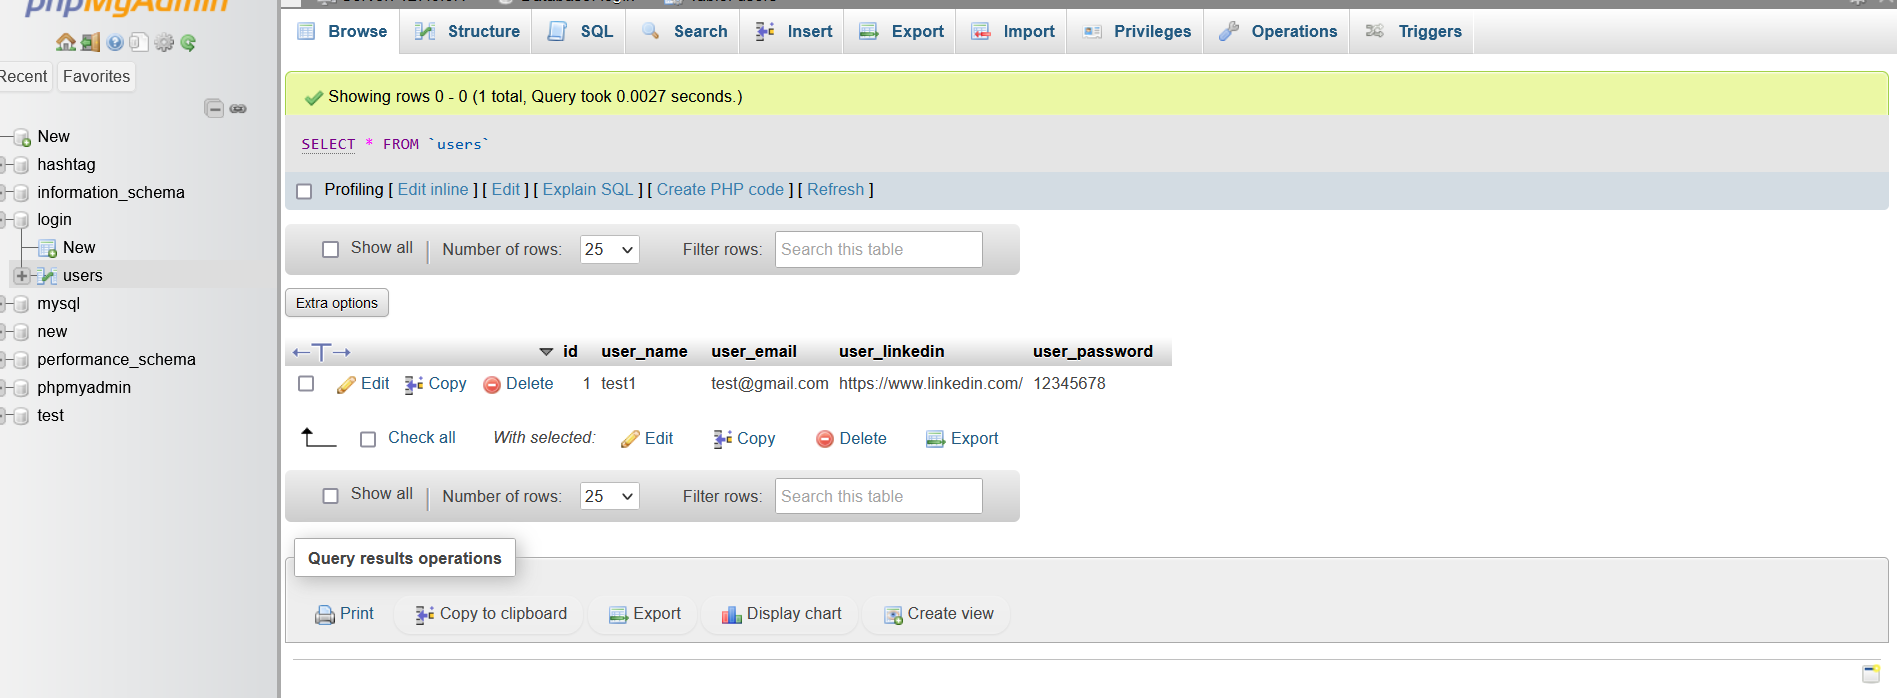 phpMyAdmin
Recent Favorites
New
hashtag
information_schema
login
New
users
mysql
new
performance_schema
phpmyadmin
test
Browse Structure SQL Search Insert Export Import Privileges Operations Triggers
Showing rows 0 - 0 (1 total, Query took 0.0027 seconds.)
SELECT * FROM `users`
Profiling [ Edit inline ] [ Edit ] [ Explain SQL ] [ Create PHP code ] [ Refresh ]
Show all | Number of rows: 25 Filter rows: Search this table
Extra options
←T→ id user_name user_email user_linkedin user_password
Edit Copy Delete 1 test1 test@gmail.com https://www.linkedin.com/ 12345678
Check all With selected: Edit Copy Delete Export
Show all | Number of rows: 25 Filter rows: Search this table
Query results operations
Print Copy to clipboard Export Display chart Create view